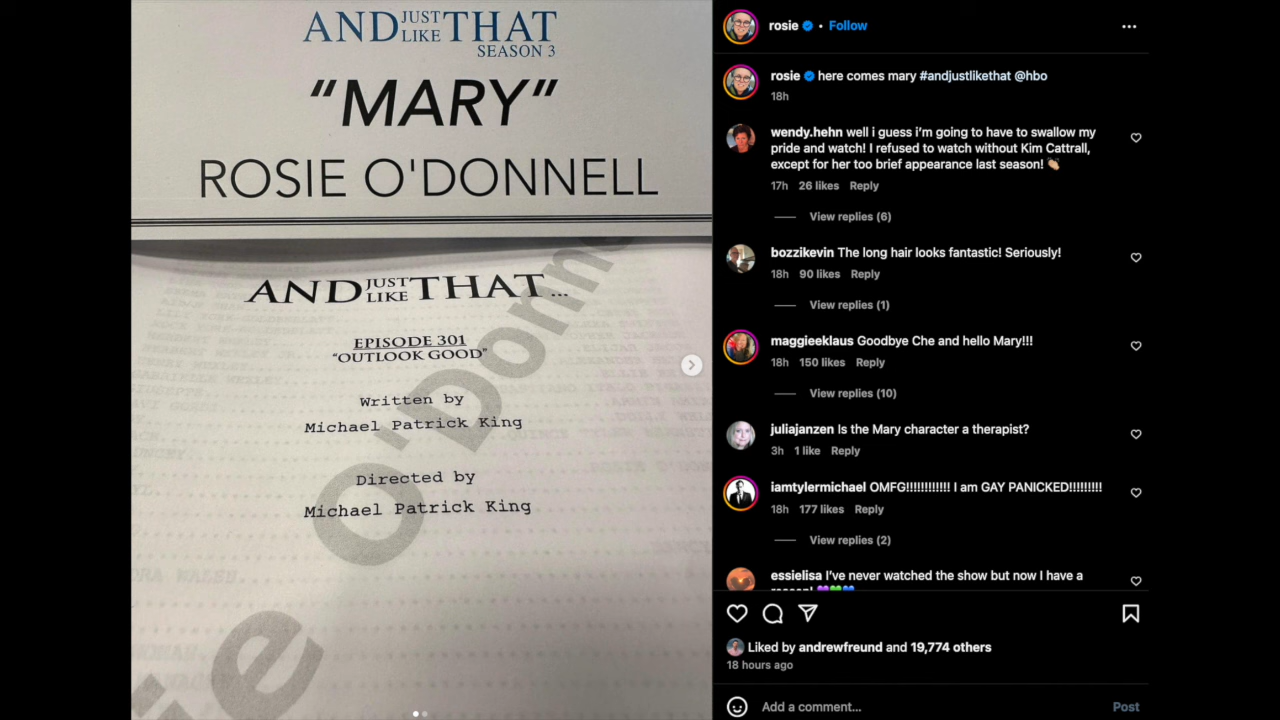 AND JUST LIKE THAT
SEASON 3
"MARY"
ROSIE O'DONNELL
AND JUST LIKE THAT...
EPISODE 301
"OUTLOOK GOOD"
Written by
Michael Patrick King
Directed by
Michael Patrick King
O'Donn
rosie • Follow
rosie here comes mary #andjustlikethat @hbo
18h
wendy.hehn well i guess i'm going to have to swallow my
pride and watch! I refused to watch without Kim Cattrall,
except for her too brief appearance last season! 👏🏼
17h 26 likes Reply
View replies (6)
bozzikevin The long hair looks fantastic! Seriously!
18h 90 likes Reply
View replies (1)
maggieeklaus Goodbye Che and hello Mary!!!
18h 150 likes Reply
View replies (10)
juliajanzen Is the Mary character a therapist?
3h 1 like Reply
iamtylermichael OMFG!!!!!!!!!!!! I am GAY PANICKED!!!!!!!!!
18h 177 likes Reply
View replies (2)
essielisa I've never watched the show but now I have a
reason! 💜💚💙
Liked by andrewfreund and 19,774 others
18 hours ago
Add a comment...
Post